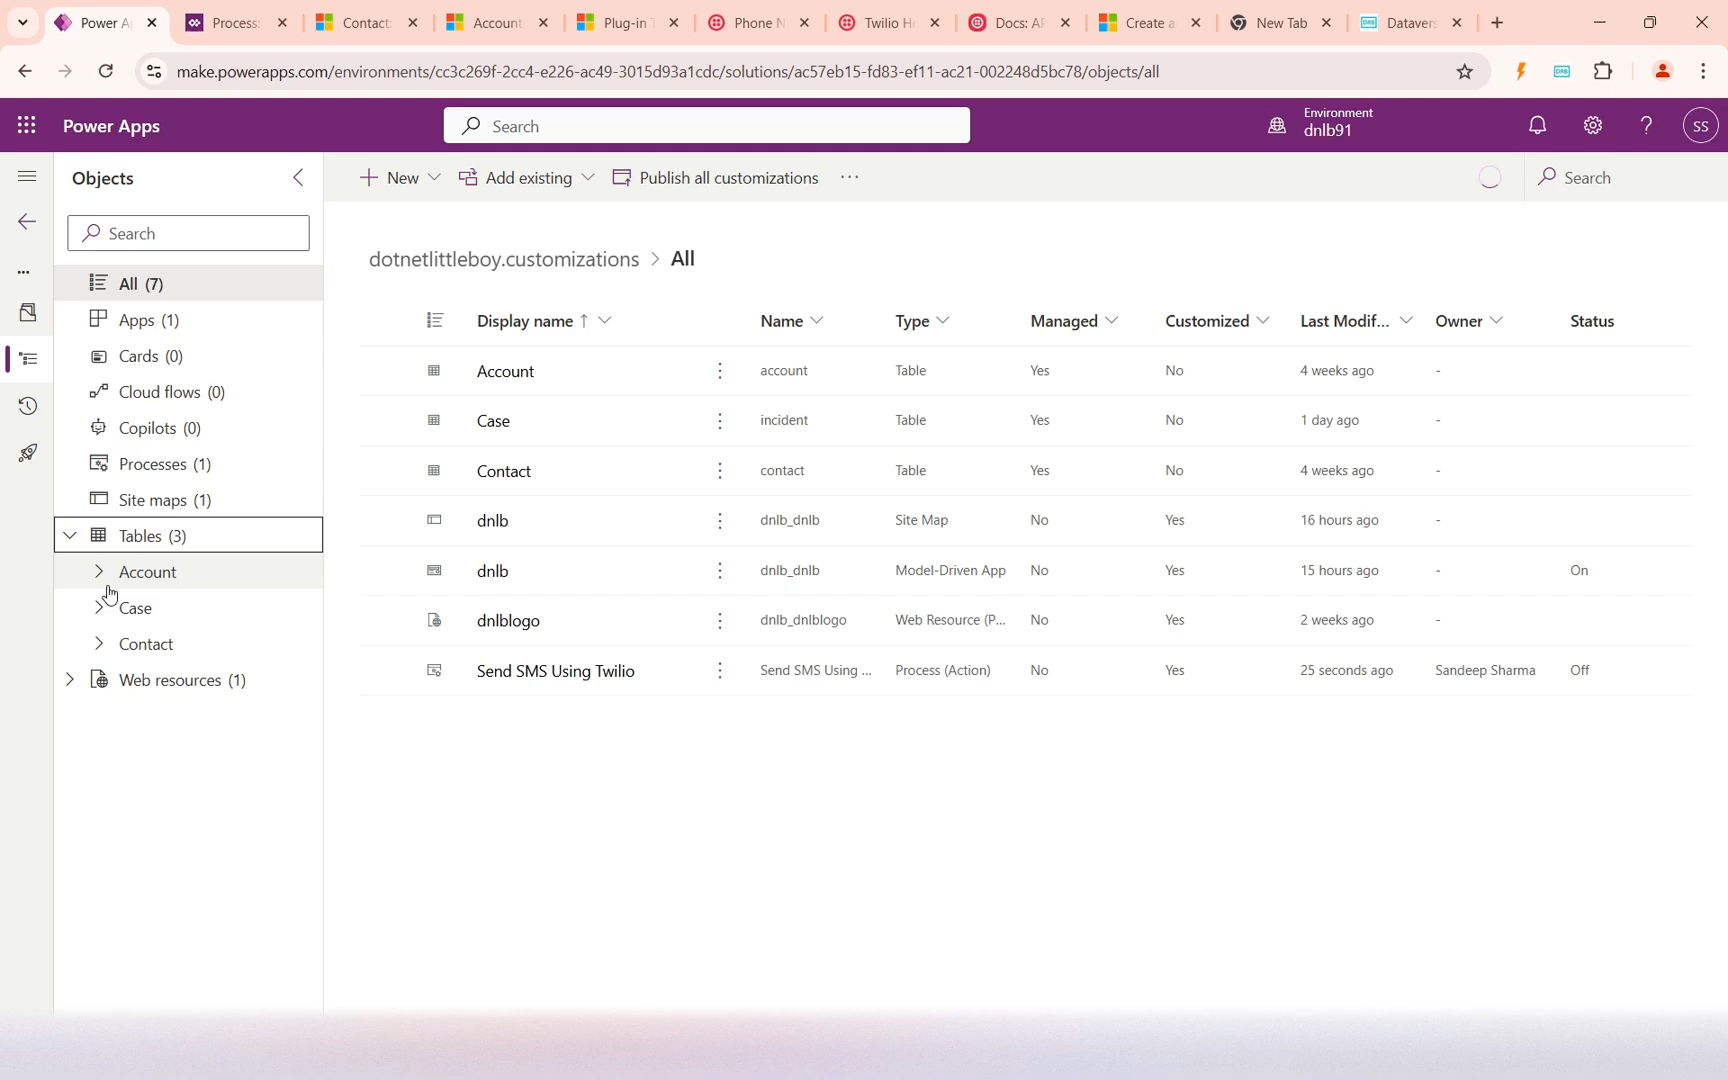 Power A
Process:
Contact:
Account
Plug-in T
Phone N
Twilio He
Docs: AP
Create a
New Tab
Datavers
make.powerapps.com/environments/cc3c269f-2cc4-e226-ac49-3015d93a1cdc/solutions/ac57eb15-fd83-ef11-ac21-002248d5bc78/objects/all
Power Apps
Search
Environment
dnlb91
SS
Objects
New
Add existing
Publish all customizations
Search
Search
All (7)
Apps (1)
Cards (0)
Cloud flows (0)
Copilots (0)
Processes (1)
Site maps (1)
Tables (3)
Account
Case
Contact
Web resources (1)
dotnetlittleboy.customizations > All
Display name ↑ Name Type Managed Customized Last Modif... Owner Status
Account account Table Yes No 4 weeks ago -
Case incident Table Yes No 1 day ago -
Contact contact Table Yes No 4 weeks ago -
dnlb dnlb_dnlb Site Map No Yes 16 hours ago -
dnlb dnlb_dnlb Model-Driven App No Yes 15 hours ago - On
dnlblogo dnlb_dnlblogo Web Resource (P... No Yes 2 weeks ago -
Send SMS Using Twilio Send SMS Using ... Process (Action) No Yes 25 seconds ago Sandeep Sharma Off